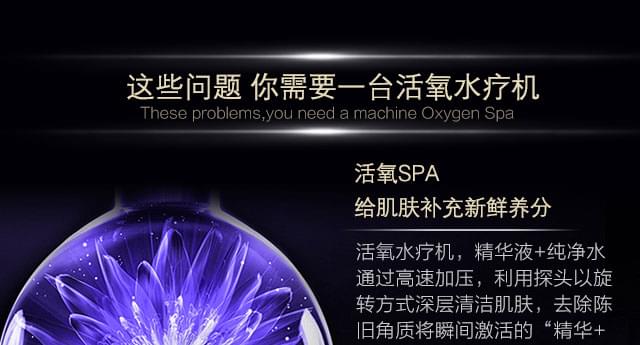 这些问题 你需要一台活氧水疗机
These problems,you need a machine Oxygen Spa
活氧SPA
给肌肤补充新鲜养分
活氧水疗机，精华液+纯净水
通过高速加压，利用探头以旋
转方式深层清洁肌肤，去除陈
旧角质将瞬间激活的“精华+